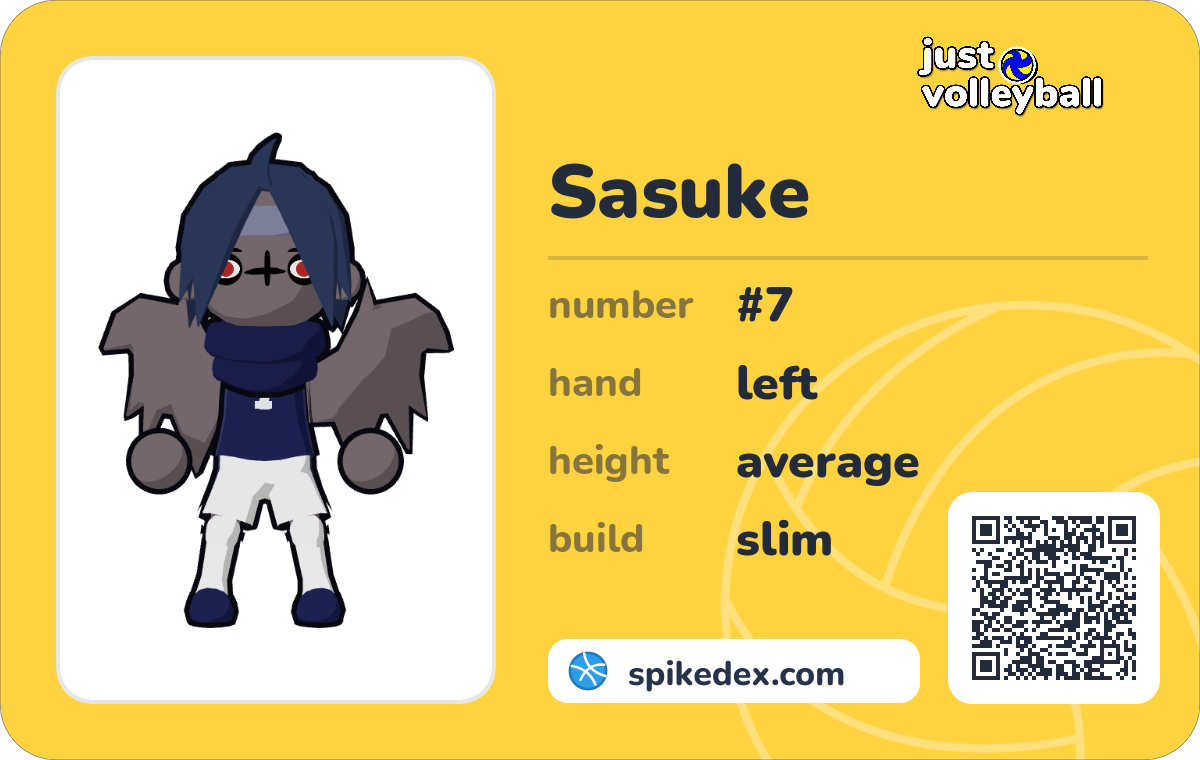 just
volleyball
Sasuke
number #7
hand left
height average
build slim
spikedex.com